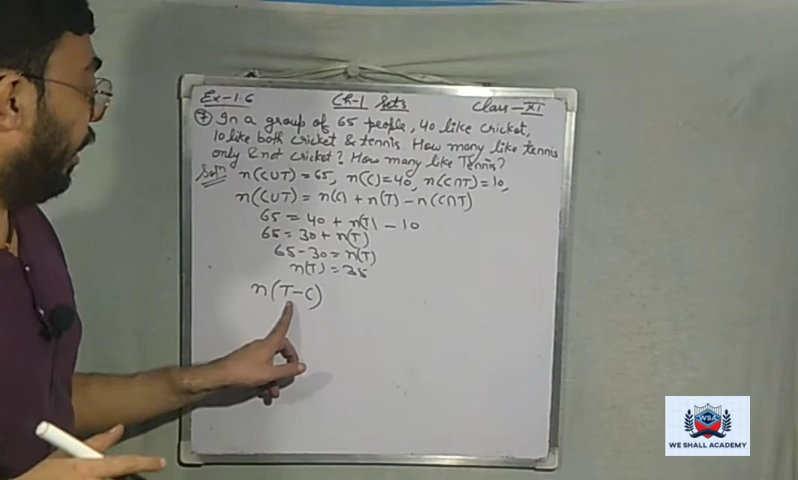 Ex-1.6 Ch-1 Sets Class-XI
7 In a group of 65 people, 40 like cricket,
10 like both cricket & tennis. How many like tennis
only & not cricket? How many like Tennis?
Solⁿ n(C∪T) = 65, n(C)=40, n(C∩T)=10,
n(C∪T) = n(C) + n(T) - n(C∩T)
65 = 40 + n(T) - 10
65 = 30 + n(T)
65-30 = n(T)
n(T) = 35
n(T-C)
WSA
WE SHALL ACADEMY